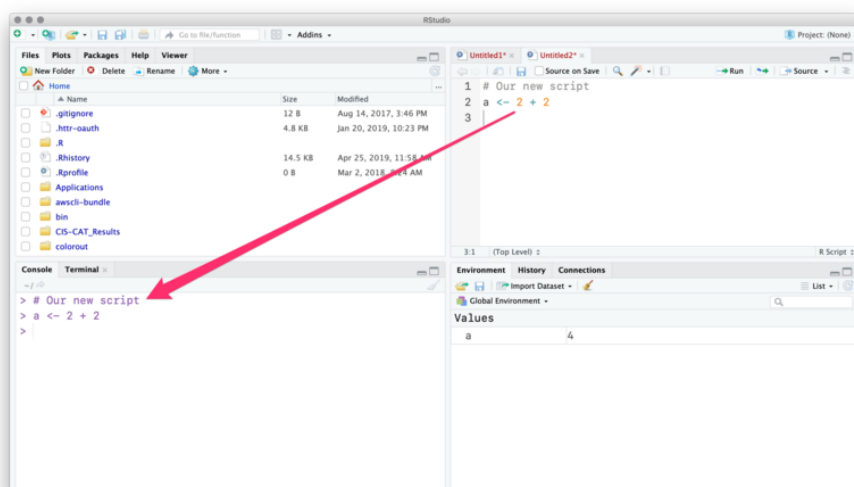 RStudio
Go to file/function Addins Project: (None)
Files Plots Packages Help Viewer
New Folder Delete Rename More
Home ...
Name Size Modified
.gitignore 12 B Aug 14, 2017, 3:46 PM
.httr-oauth 4.8 KB Jan 20, 2019, 10:23 PM
.R
.Rhistory 14.5 KB Apr 25, 2019, 11:58 AM
.Rprofile 0 B Mar 2, 2018, AM
Applications
awscli-bundle
bin
CIS-CAT_Results
colorout
Untitled1* Untitled2*
Source on Save Run Source
1 # Our new script
2 a <- 2 + 2
3
3:1 (Top Level) R Script
Console Terminal
~/
> # Our new script
> a <- 2 + 2
>
Environment History Connections
Import Dataset List
Global Environment
Values
a 4